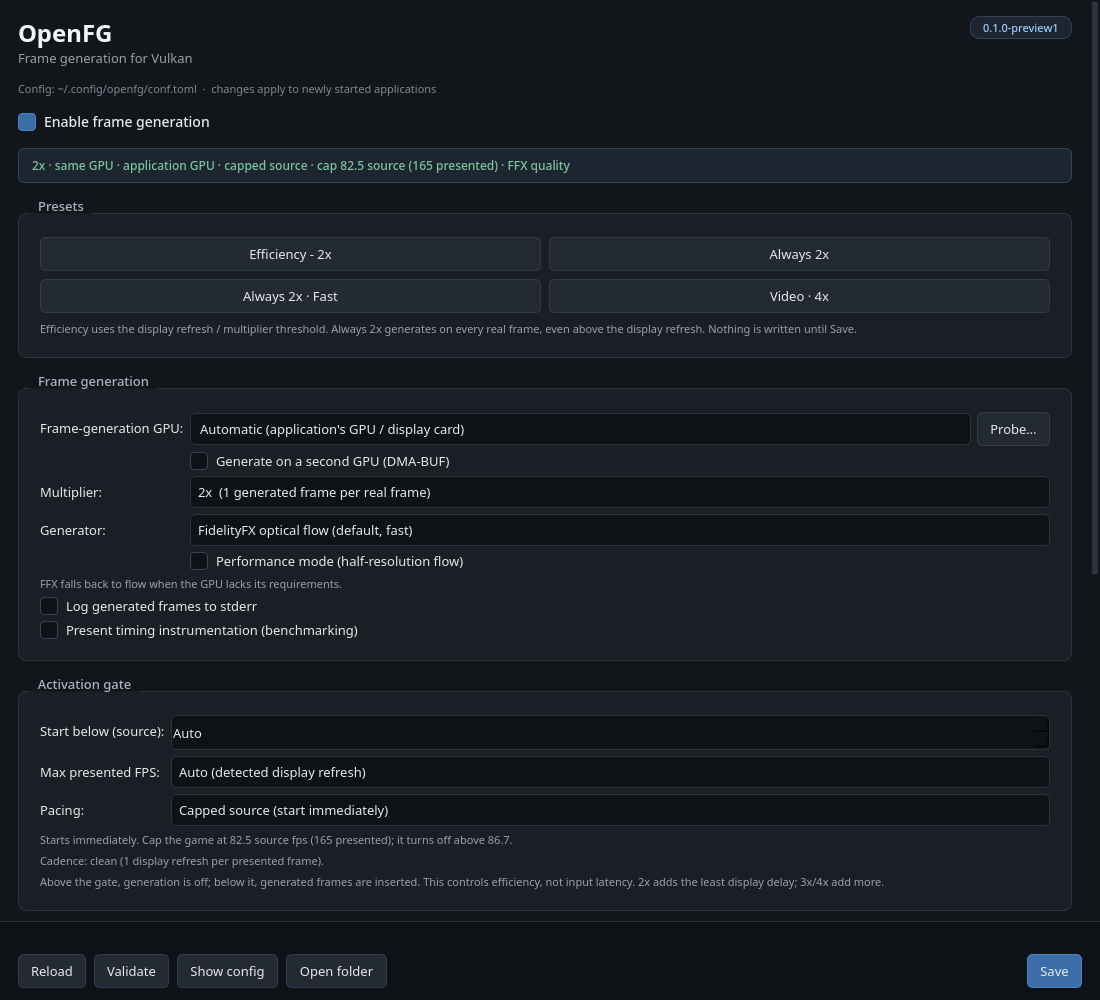 OpenFG
0.1.0-preview1
Frame generation for Vulkan
Config: ~/.config/openfg/conf.toml · changes apply to newly started applications
Enable frame generation
2x · same GPU · application GPU · capped source · cap 82.5 source (165 presented) · FFX quality
Presets
Efficiency - 2x
Always 2x
Always 2x · Fast
Video · 4x
Efficiency uses the display refresh / multiplier threshold. Always 2x generates on every real frame, even above the display refresh. Nothing is written until Save.
Frame generation
Frame-generation GPU:
Automatic (application's GPU / display card)
Probe...
Generate on a second GPU (DMA-BUF)
Multiplier:
2x (1 generated frame per real frame)
Generator:
FidelityFX optical flow (default, fast)
Performance mode (half-resolution flow)
FFX falls back to flow when the GPU lacks its requirements.
Log generated frames to stderr
Present timing instrumentation (benchmarking)
Activation gate
Start below (source):
Auto
Max presented FPS:
Auto (detected display refresh)
Pacing:
Capped source (start immediately)
Starts immediately. Cap the game at 82.5 source fps (165 presented); it turns off above 86.7.
Cadence: clean (1 display refresh per presented frame).
Above the gate, generation is off; below it, generated frames are inserted. This controls efficiency, not input latency. 2x adds the least display delay; 3x/4x add more.
Reload
Validate
Show config
Open folder
Save